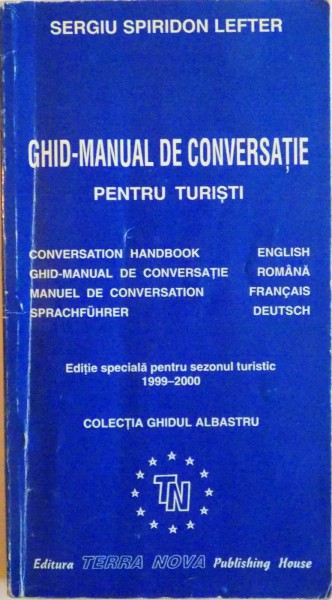 SERGIU SPIRIDON LEFTER
GHID-MANUAL DE CONVERSAȚIE
PENTRU TURIȘTI
CONVERSATION HANDBOOK ENGLISH
GHID-MANUAL DE CONVERSAȚIE ROMÂNĂ
MANUEL DE CONVERSATION FRANÇAIS
SPRACHFÜHRER DEUTSCH
Ediție specială pentru sezonul turistic
1999–2000
COLECȚIA GHIDUL ALBASTRU
TN
Editura TERRA NOVA Publishing House